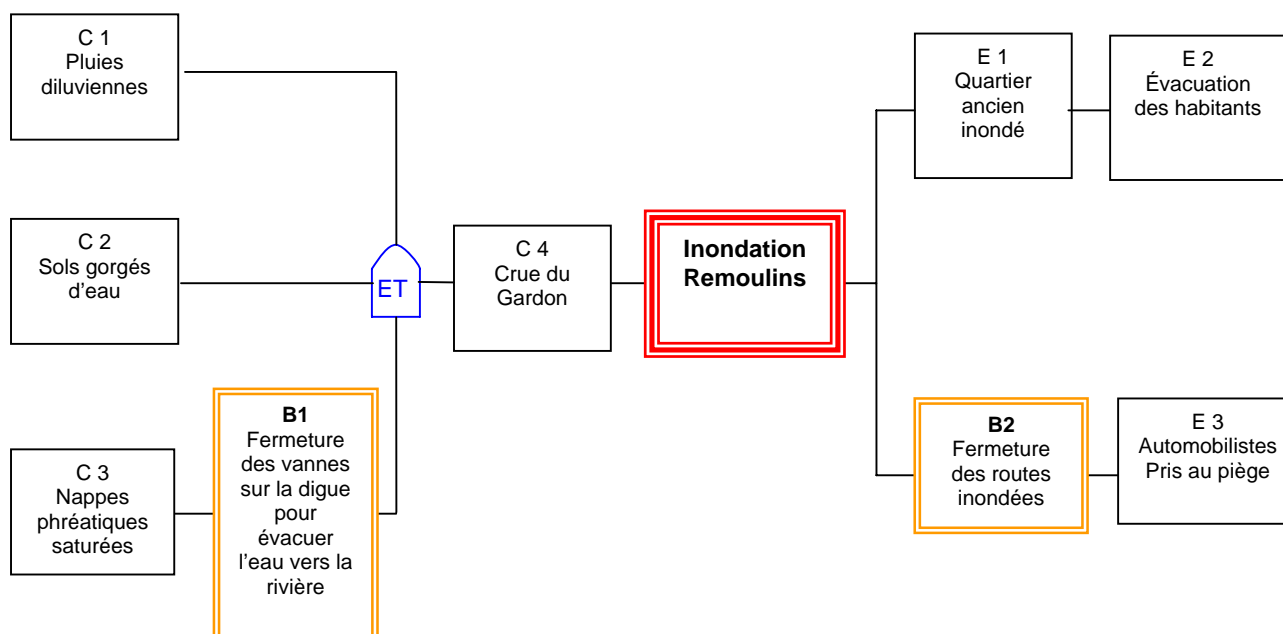 C 1
Pluies
diluviennes
C 2
Sols gorgés
d’eau
C 3
Nappes
phréatiques
saturées
B1
Fermeture
des vannes
sur la digue
pour
évacuer
l’eau vers la
rivière
ET
C 4
Crue du
Gardon
Inondation
Remoulins
E 1
Quartier
ancien
inondé
E 2
Évacuation
des habitants
B2
Fermeture
des routes
inondées
E 3
Automobilistes
Pris au piège